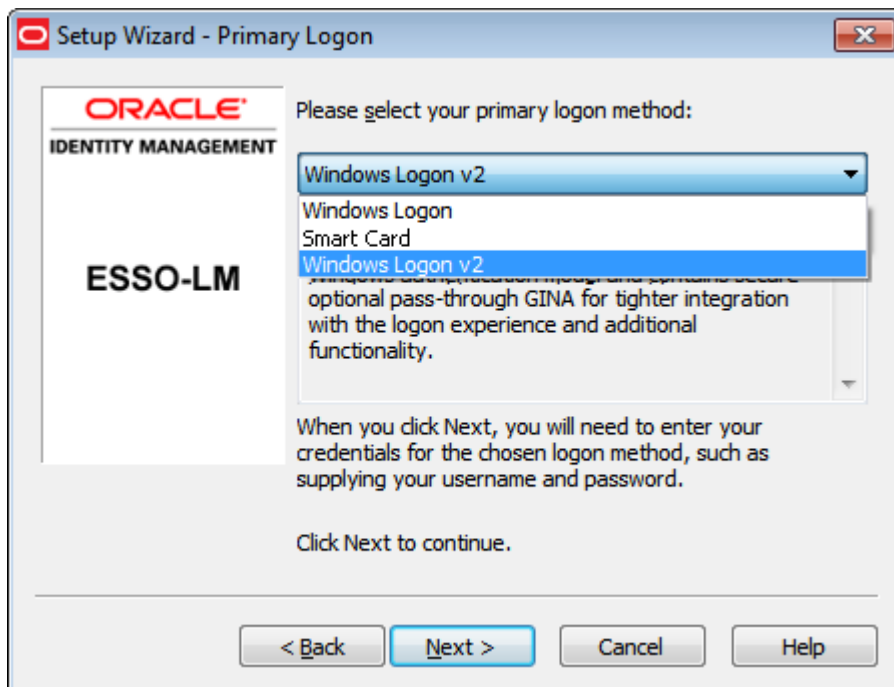 Setup Wizard - Primary Logon
ORACLE
IDENTITY MANAGEMENT
ESSO-LM
Please select your primary logon method:
Windows Logon v2
Windows Logon
Smart Card
Windows Logon v2
optional pass-through GINA for tighter integration
with the logon experience and additional
functionality.
When you click Next, you will need to enter your
credentials for the chosen logon method, such as
supplying your username and password.
Click Next to continue.
< Back
Next >
Cancel
Help